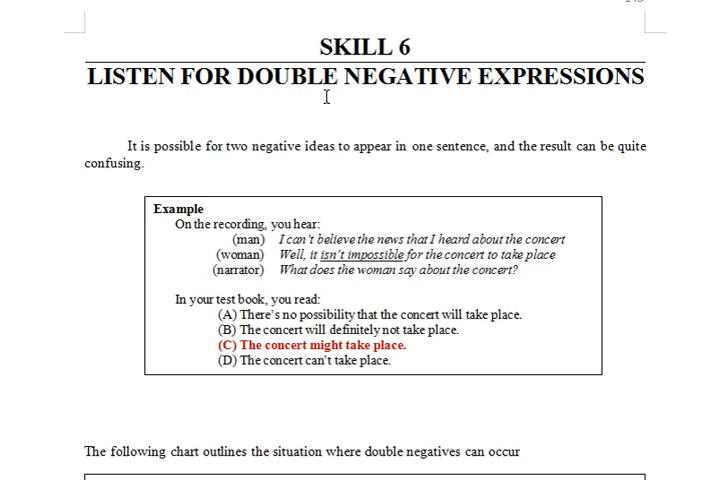 SKILL 6
LISTEN FOR DOUBLE NEGATIVE EXPRESSIONS
It is possible for two negative ideas to appear in one sentence, and the result can be quite
confusing.
Example
On the recording, you hear:
(man) I can't believe the news that I heard about the concert
(woman) Well, it isn't impossible for the concert to take place
(narrator) What does the woman say about the concert?
In your test book, you read:
(A) There's no possibility that the concert will take place.
(B) The concert will definitely not take place.
(C) The concert might take place.
(D) The concert can't take place.
The following chart outlines the situation where double negatives can occur